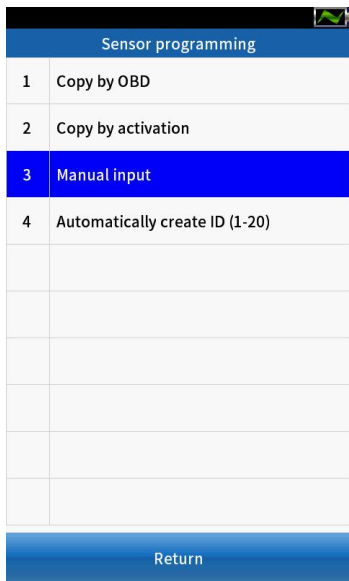 Sensor programming
1 Copy by OBD
2 Copy by activation
3 Manual input
4 Automatically create ID (1-20)
Return